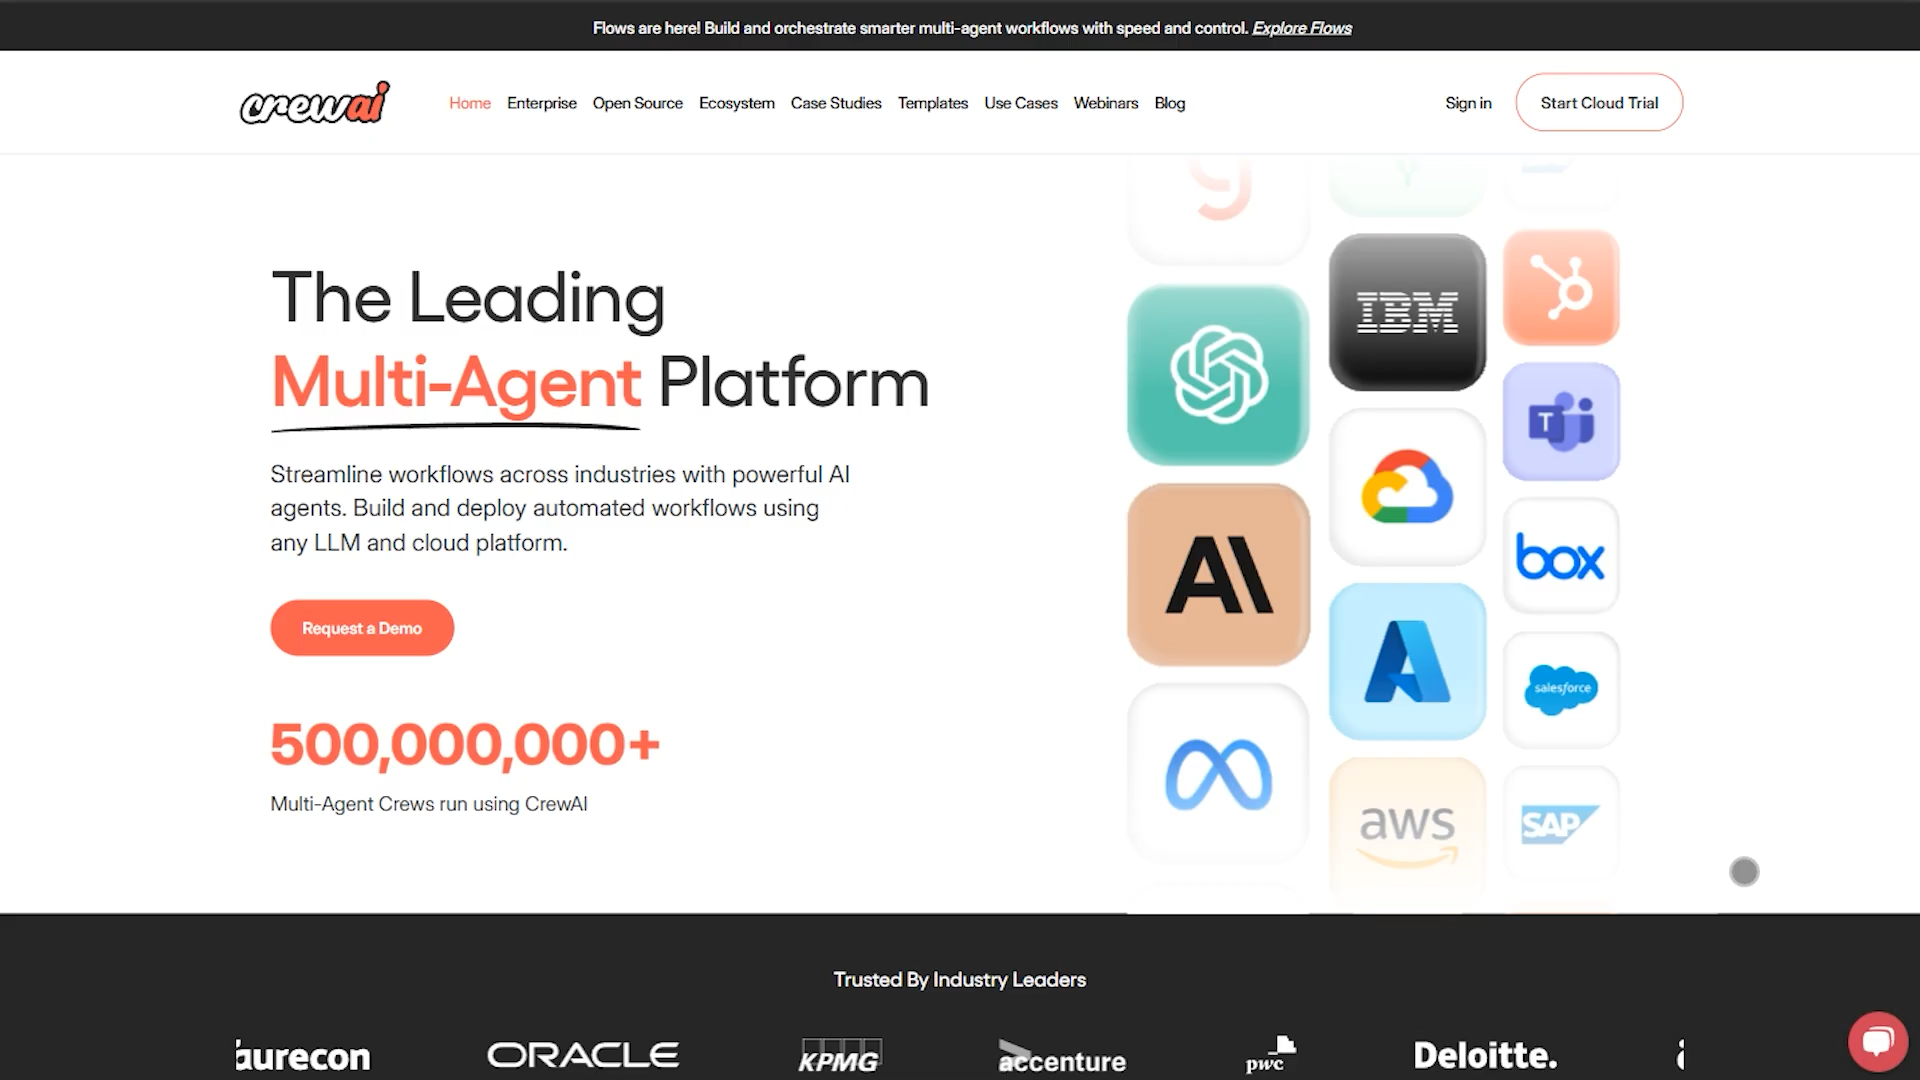 Flows are here! Build and orchestrate smarter multi-agent workflows with speed and control. Explore Flows
crewai
Home Enterprise Open Source Ecosystem Case Studies Templates Use Cases Webinars Blog
Sign in
Start Cloud Trial
The Leading
Multi-Agent Platform
Streamline workflows across industries with powerful AI
agents. Build and deploy automated workflows using
any LLM and cloud platform.
Request a Demo
500,000,000+
Multi-Agent Crews run using CrewAI
IBM
T
box
AI
salesforce
aws
SAP
Trusted By Industry Leaders
aurecon
ORACLE
KPMG
accenture
pwc
Deloitte.